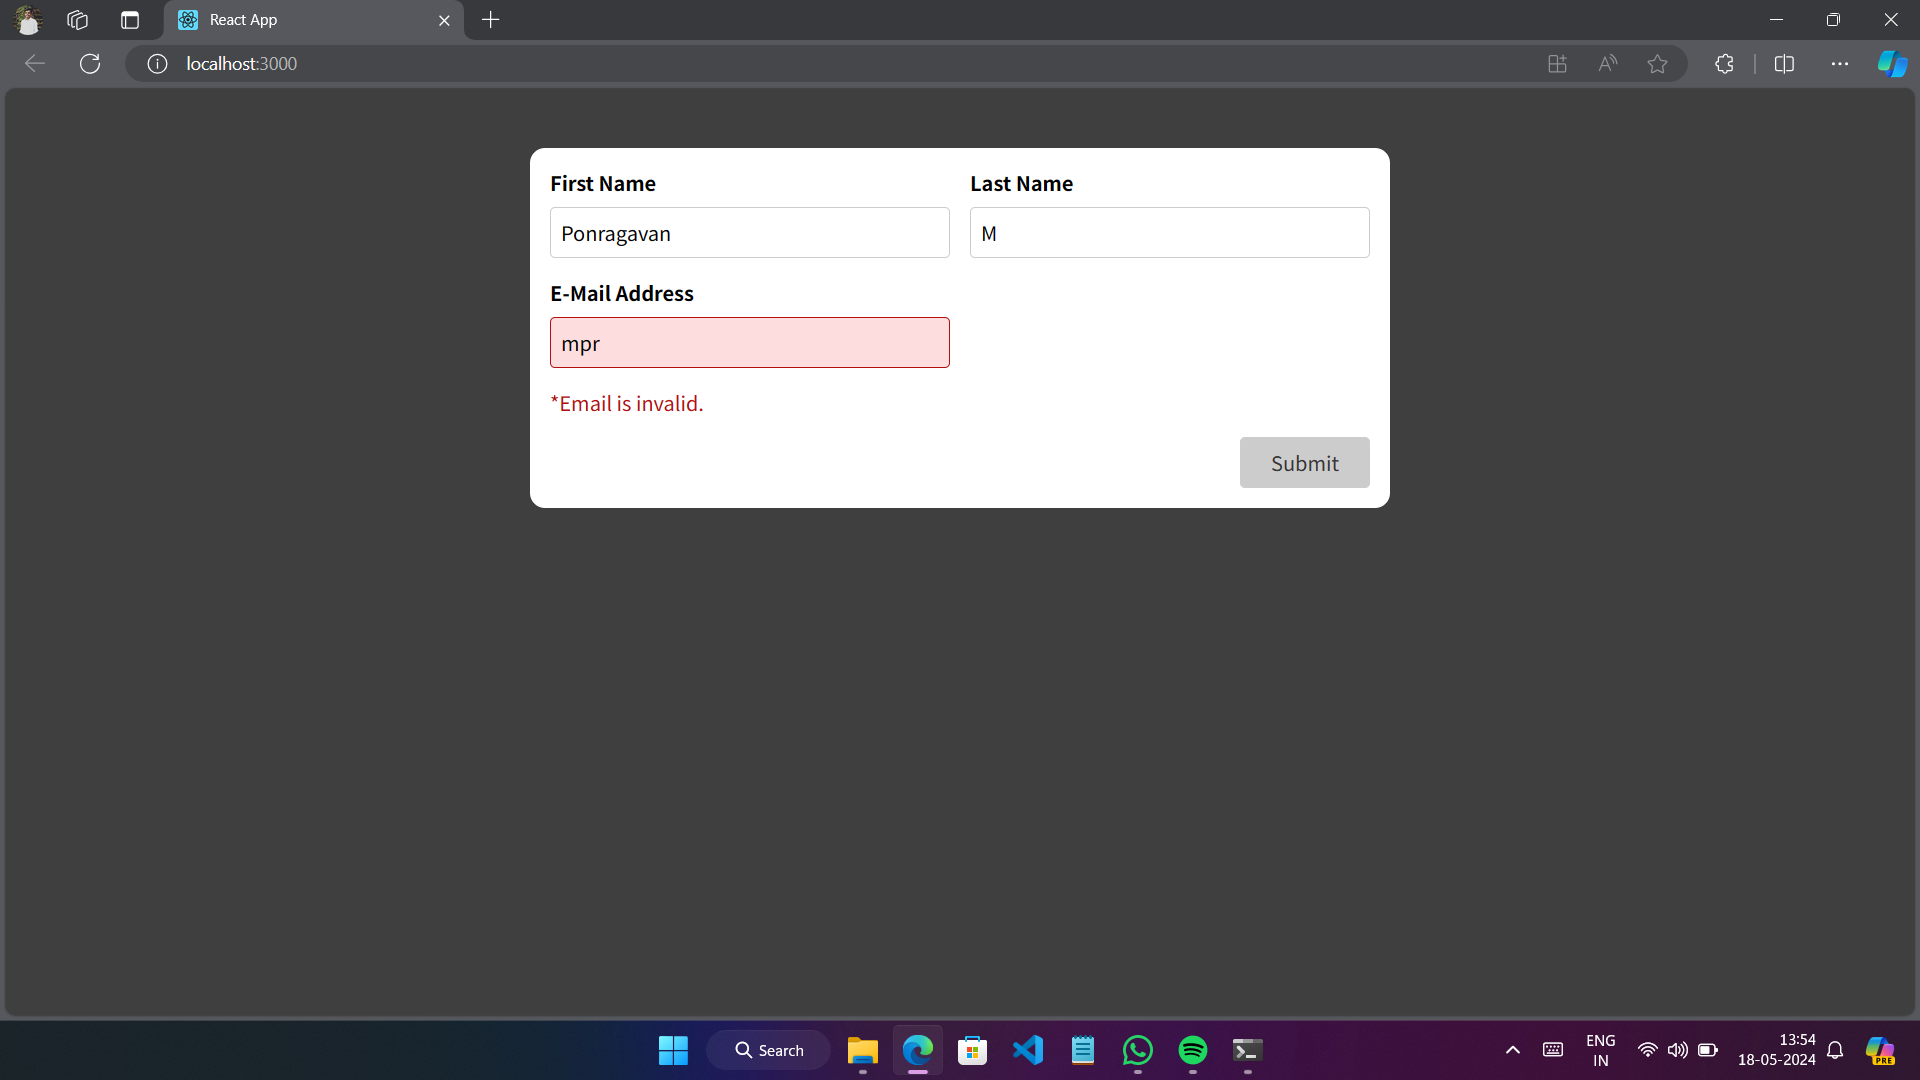 React App
localhost:3000
First Name
Last Name
Ponragavan
M
E-Mail Address
mpr
*Email is invalid.
Submit
Search
ENG
IN
13:54
18-05-2024
PRE